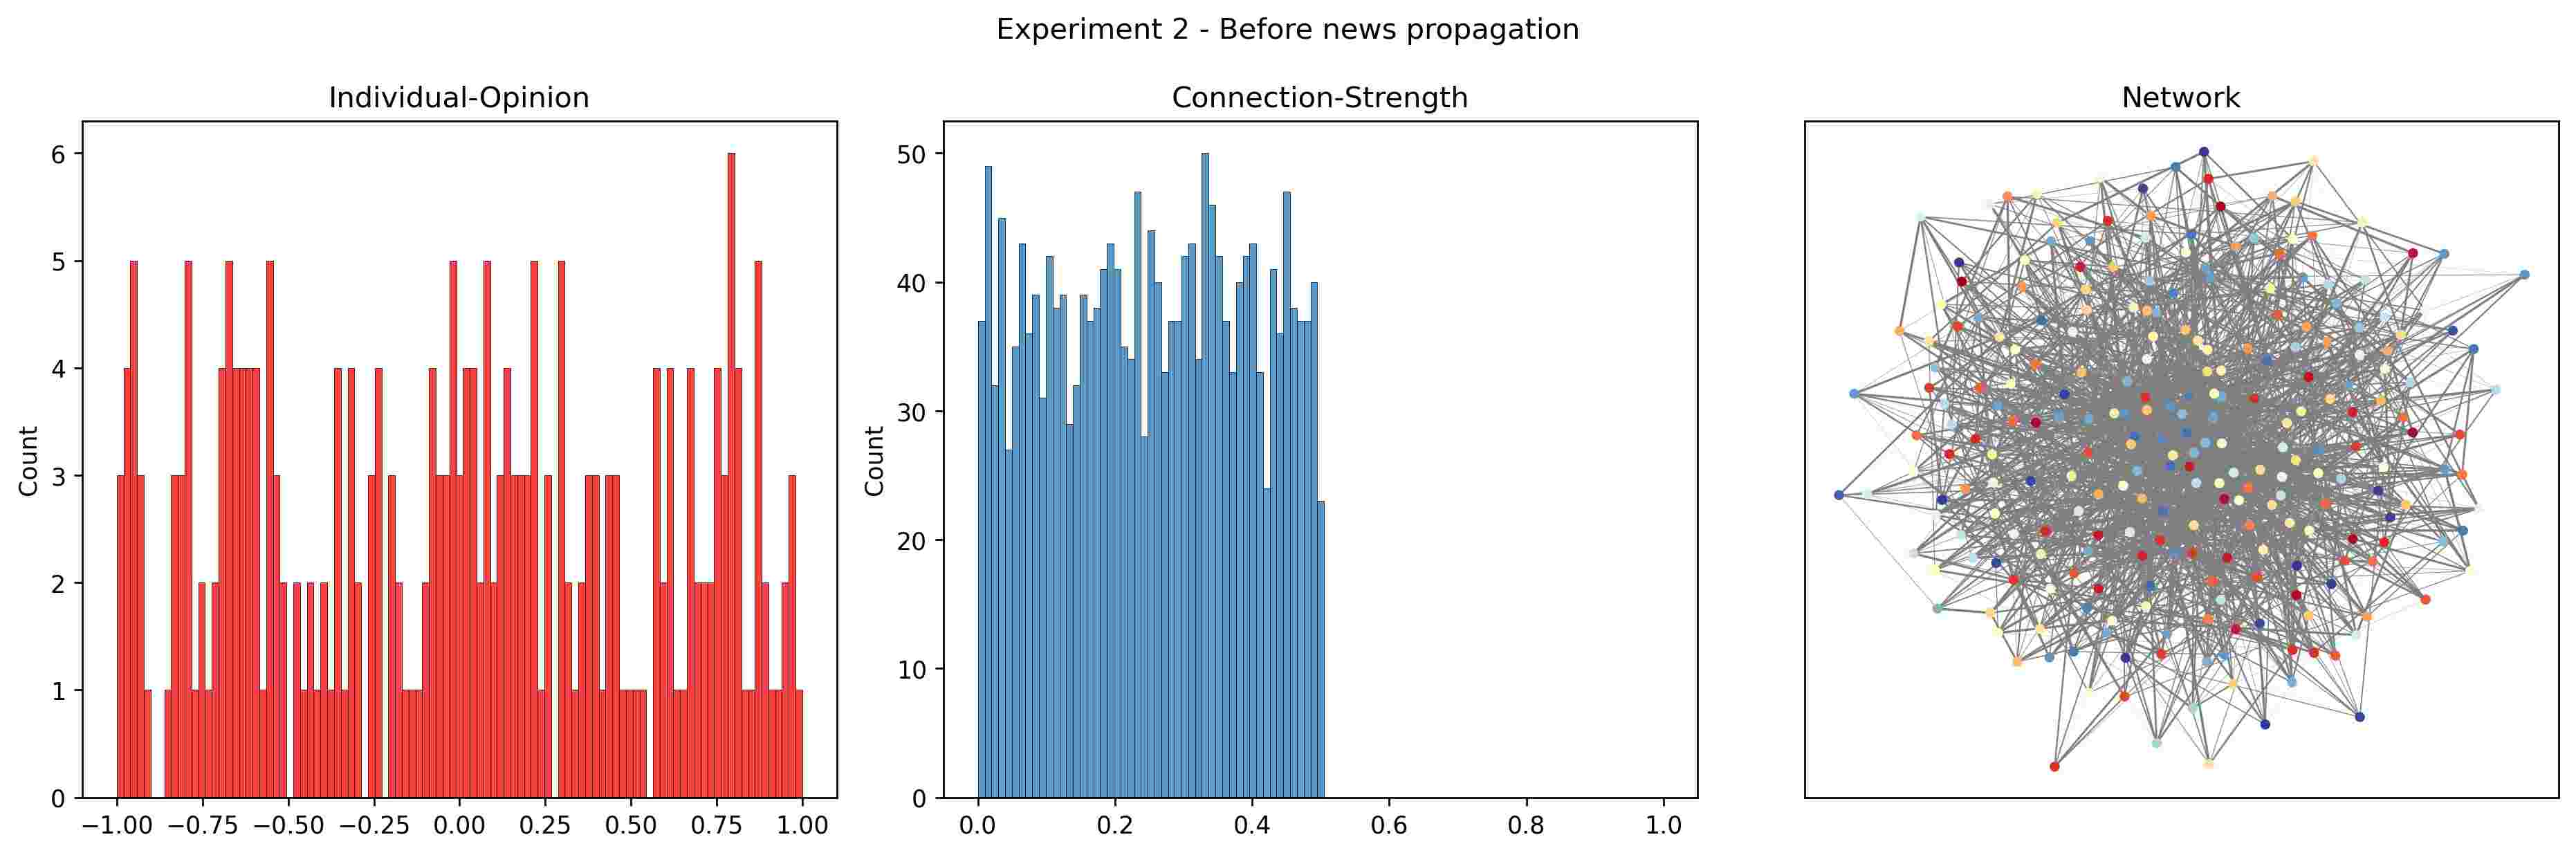 Experiment 2 - Before news propagation
Individual-Opinion
Count
6
5
4
3
2
1
0
−1.00 −0.75 −0.50 −0.25 0.00 0.25 0.50 0.75 1.00
Connection-Strength
Count
50
40
30
20
10
0
0.0 0.2 0.4 0.6 0.8 1.0
Network